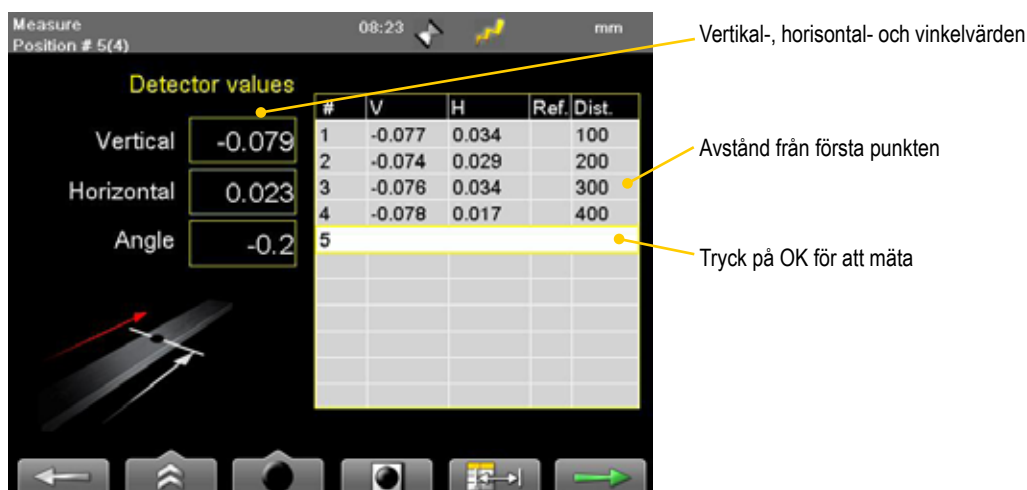 Measure
08:23
mm
Position # 5(4)
Vertikal-, horisontal- och vinkelvärden
Detector values
# V H Ref. Dist.
Vertical -0.079
1 -0.077 0.034 100
2 -0.074 0.029 200
Avstånd från första punkten
Horizontal 0.023
3 -0.076 0.034 300
4 -0.078 0.017 400
Angle -0.2
5
Tryck på OK för att mäta